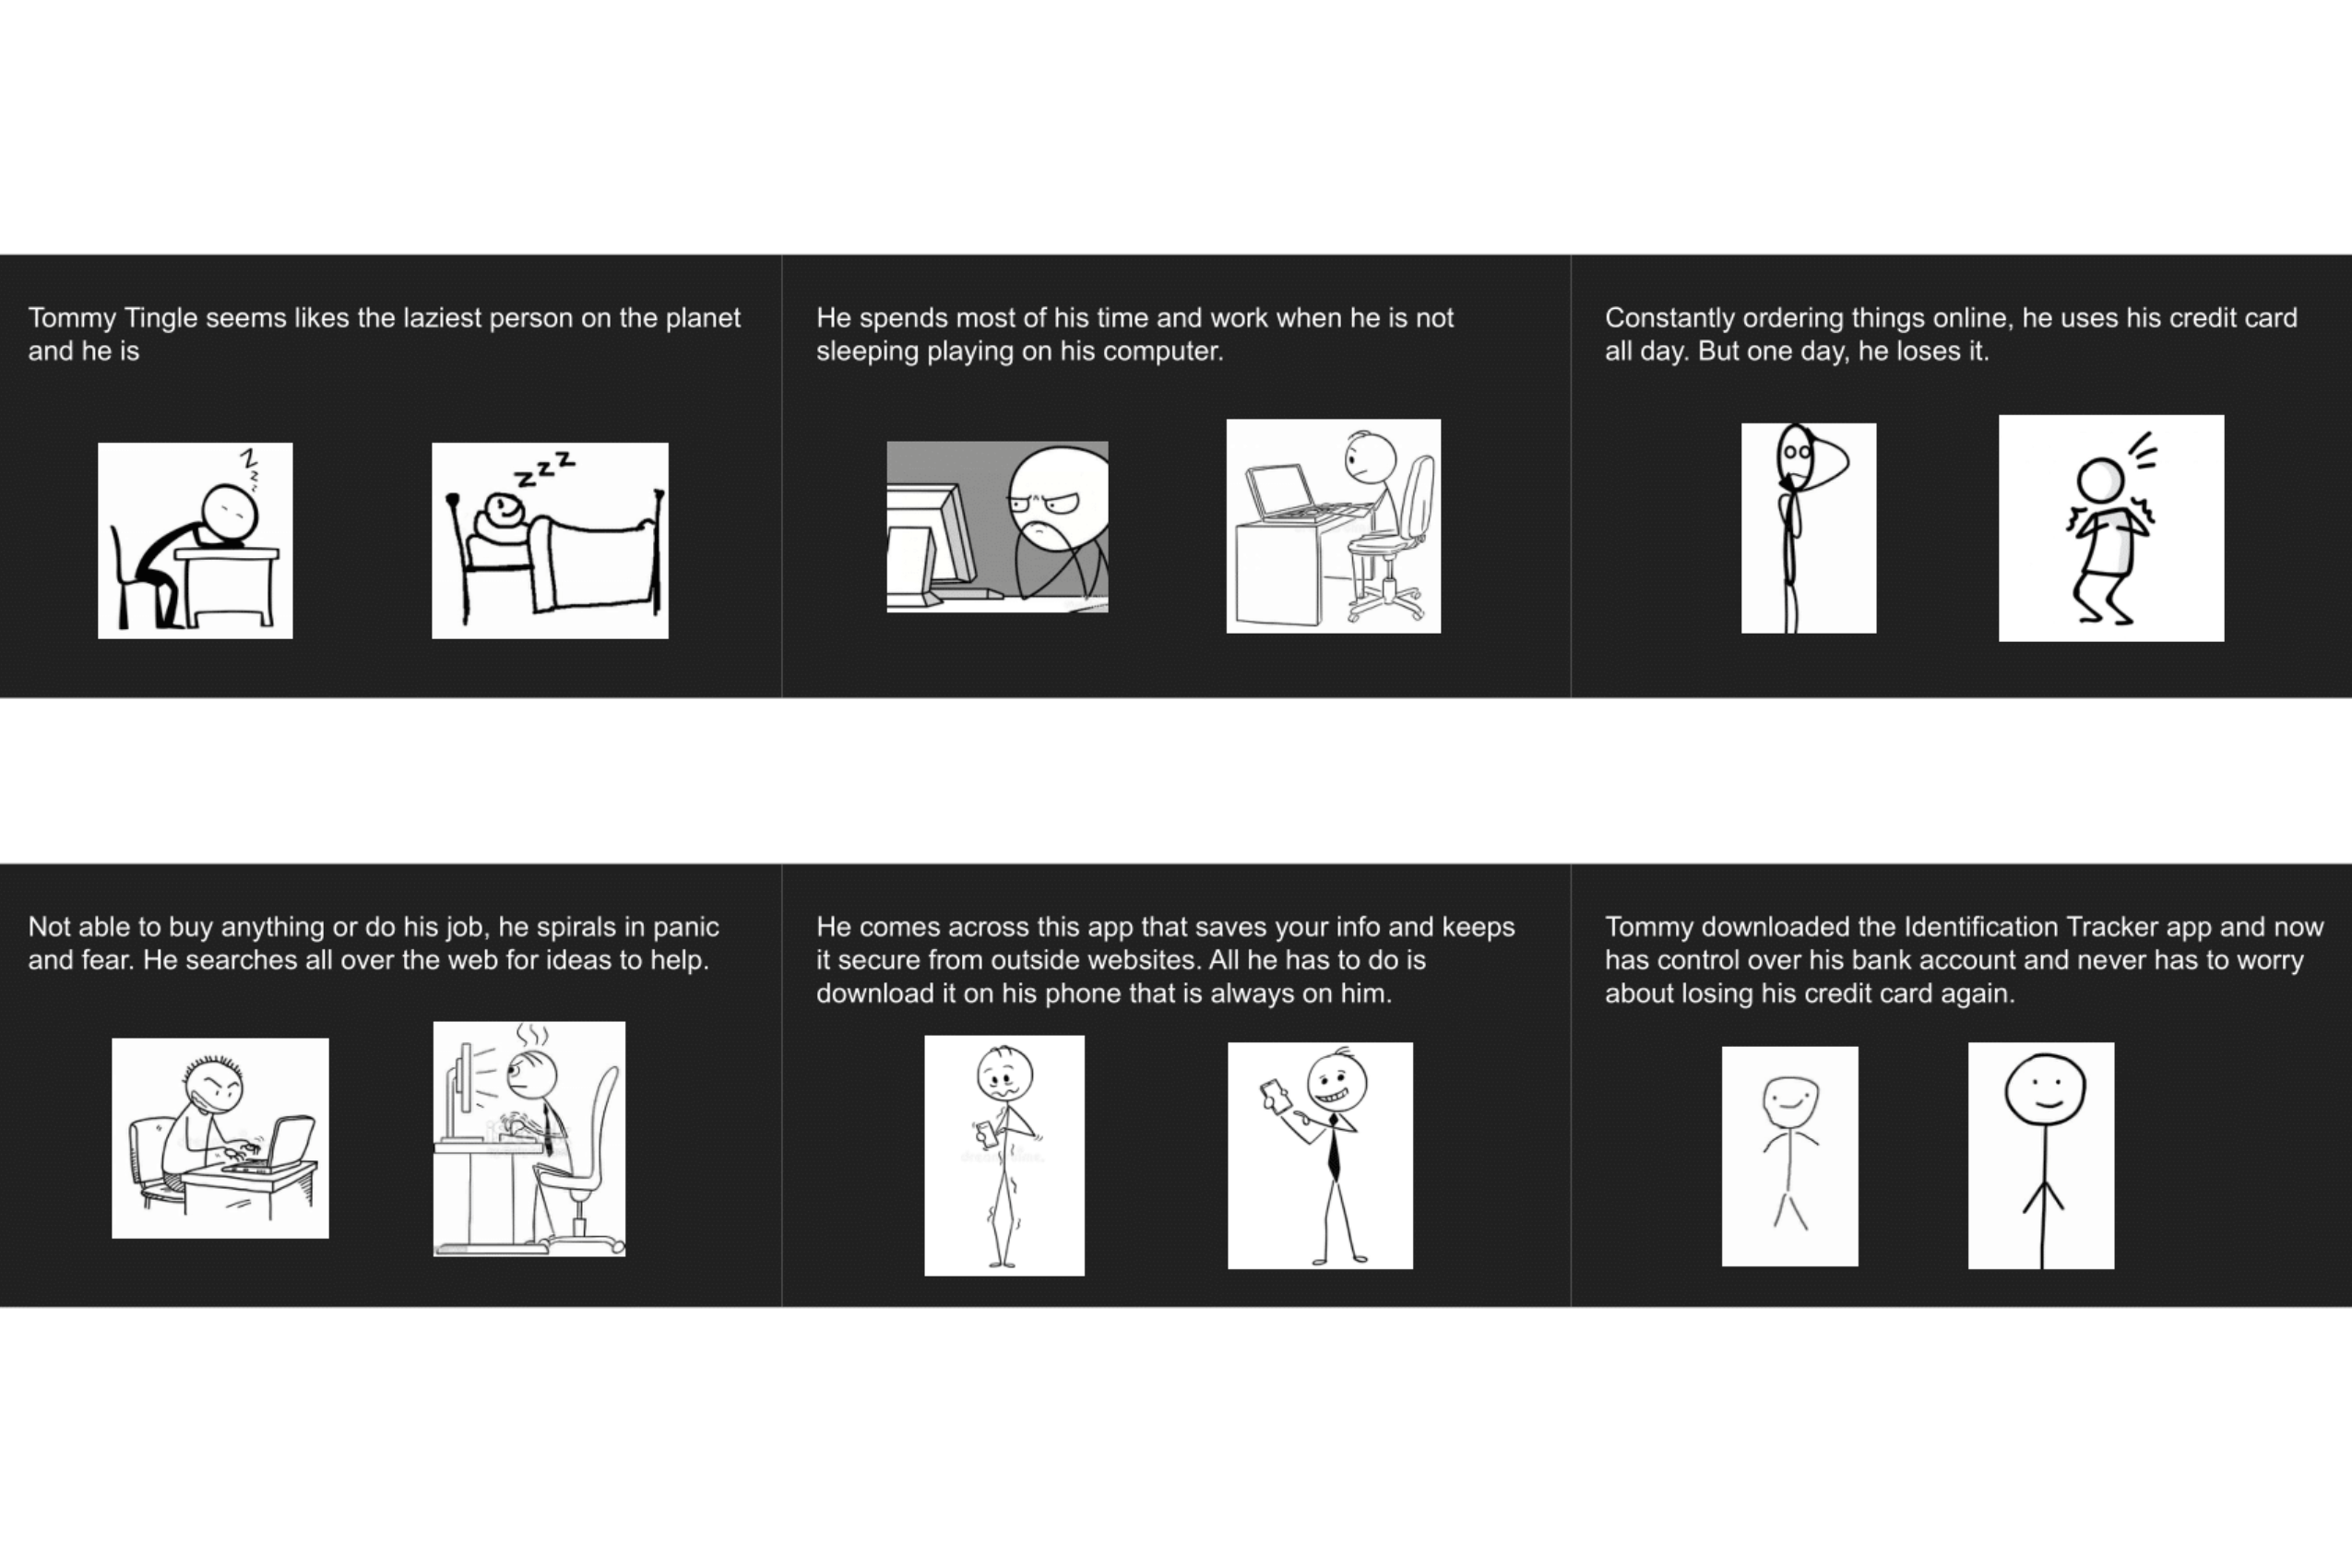 Tommy Tingle seems likes the laziest person on the planet
and he is
Z
z
z
z z z
He spends most of his time and work when he is not
sleeping playing on his computer.
Constantly ordering things online, he uses his credit card
all day. But one day, he loses it.
Not able to buy anything or do his job, he spirals in panic
and fear. He searches all over the web for ideas to help.
He comes across this app that saves your info and keeps
it secure from outside websites. All he has to do is
download it on his phone that is always on him.
Tommy downloaded the Identification Tracker app and now
has control over his bank account and never has to worry
about losing his credit card again.